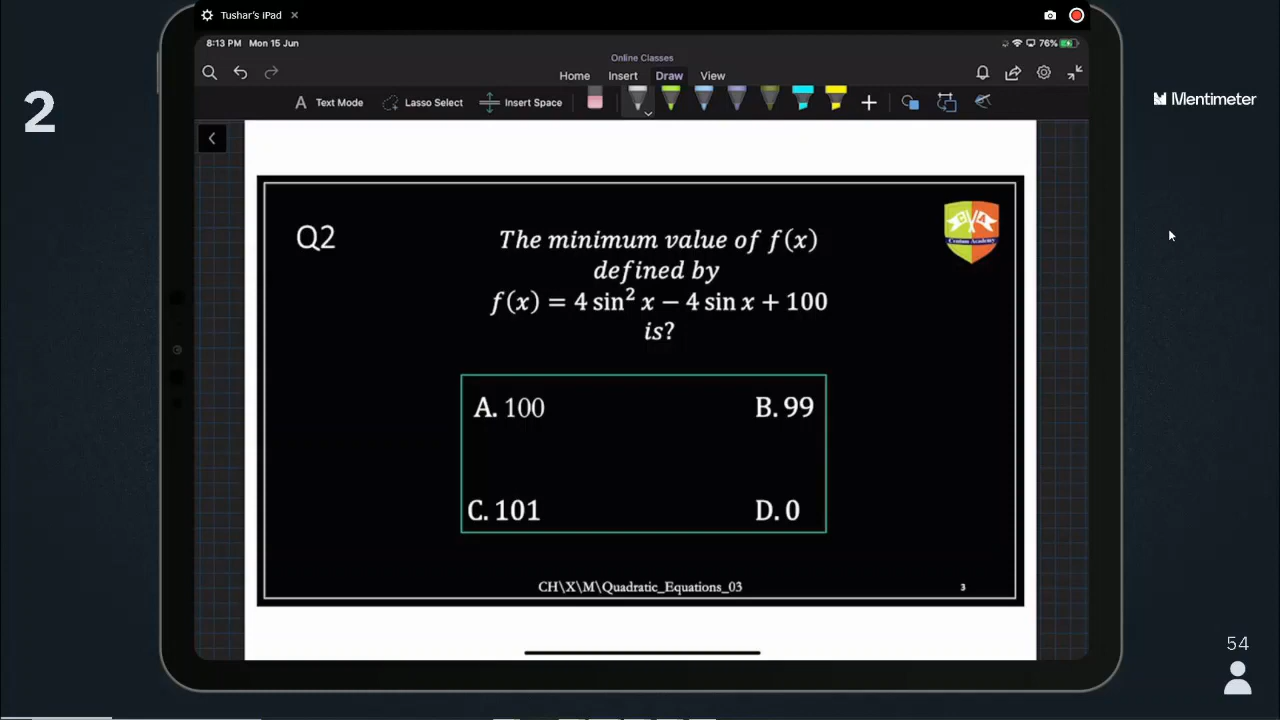 Tushar's iPad
8:13 PM Mon 15 Jun
76%
Online Classes
Home Insert Draw View
A Text Mode Lasso Select Insert Space
2
Mentimeter
Q2
The minimum value of f(x)
defined by
f(x) = 4 sin² x − 4 sin x + 100
is?
A. 100 B. 99
C. 101 D. 0
Centum Academy
CH\X\M\Quadratic_Equations_03 3
54